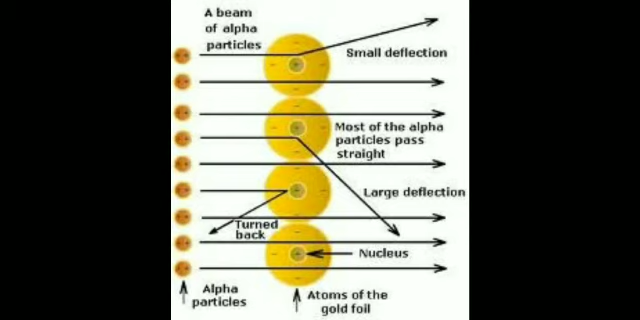 A beam
of alpha
particles
Small deflection
Most of the alpha
particles pass
straight
Large deflection
Turned
back
Nucleus
Alpha
particles
Atoms of the
gold foil